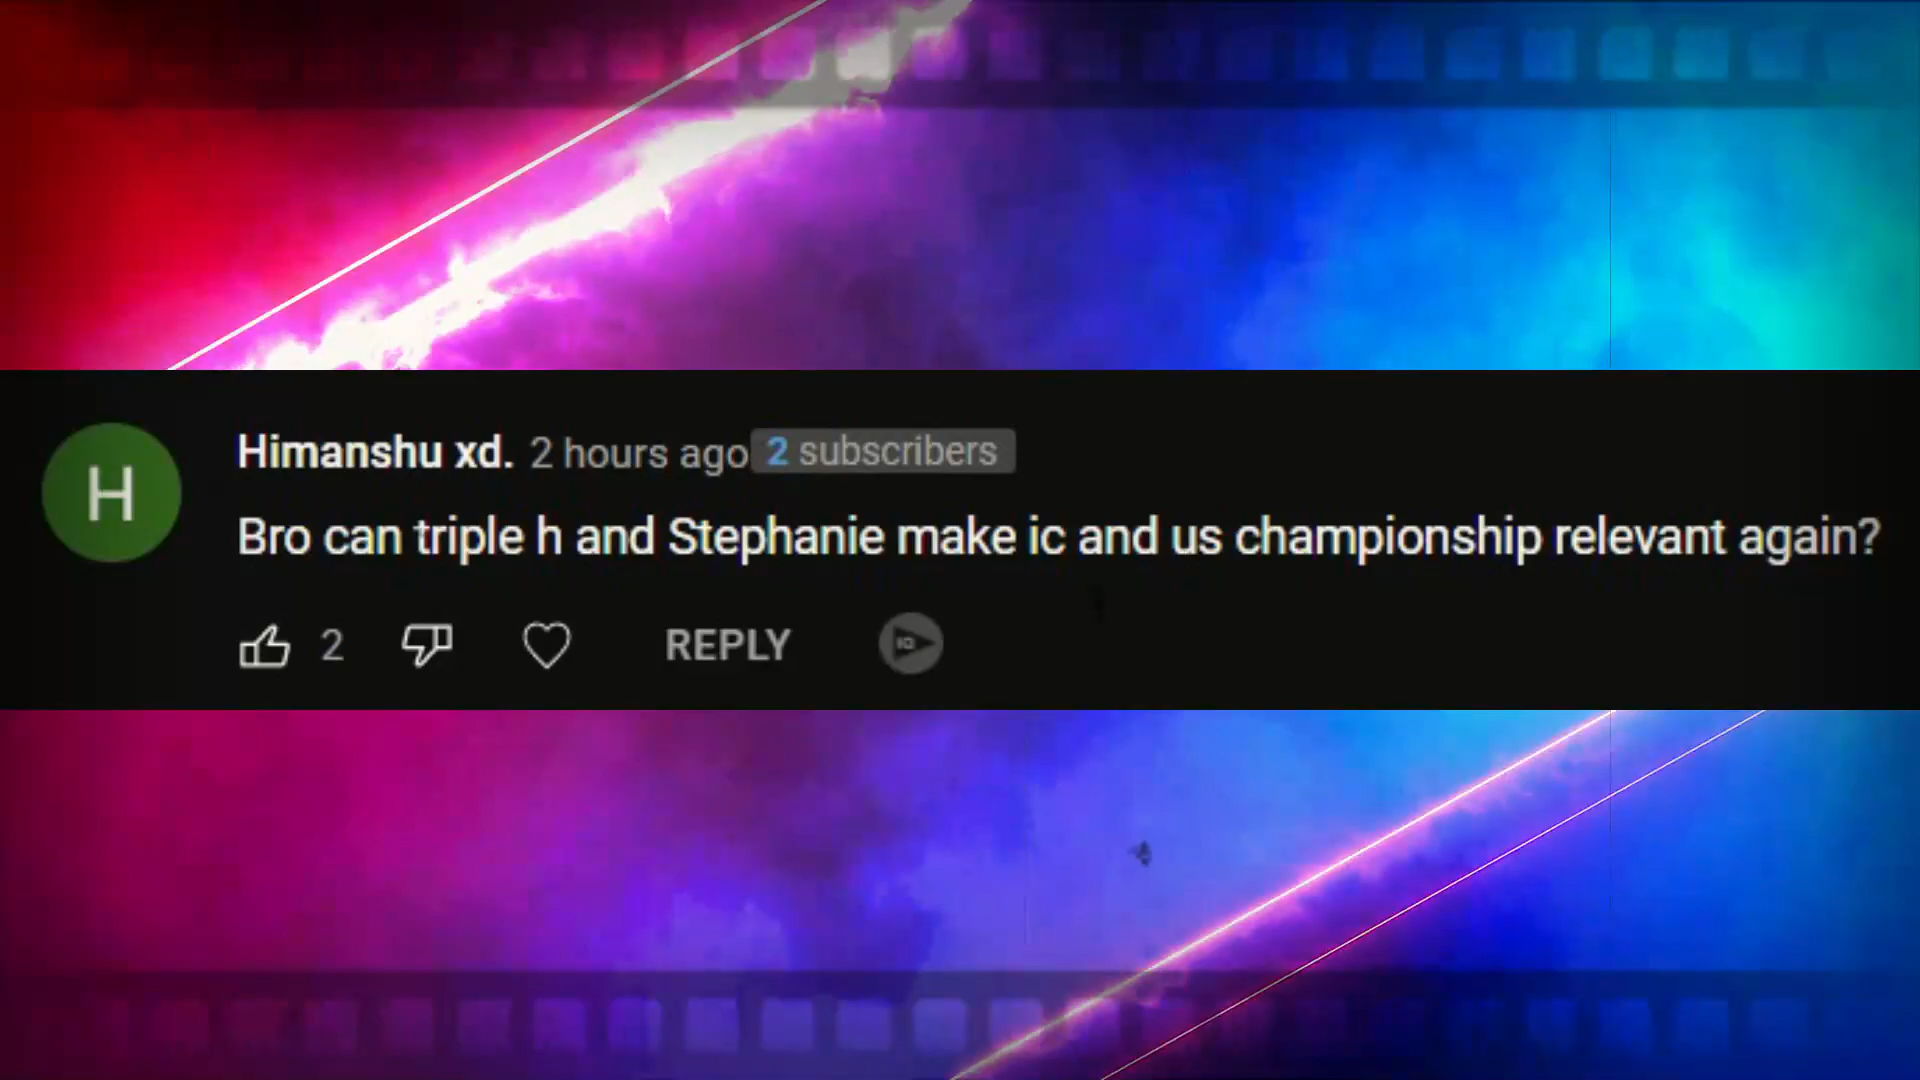 H
Himanshu xd. 2 hours ago 2 subscribers
Bro can triple h and Stephanie make ic and us championship relevant again?
2 REPLY IQ